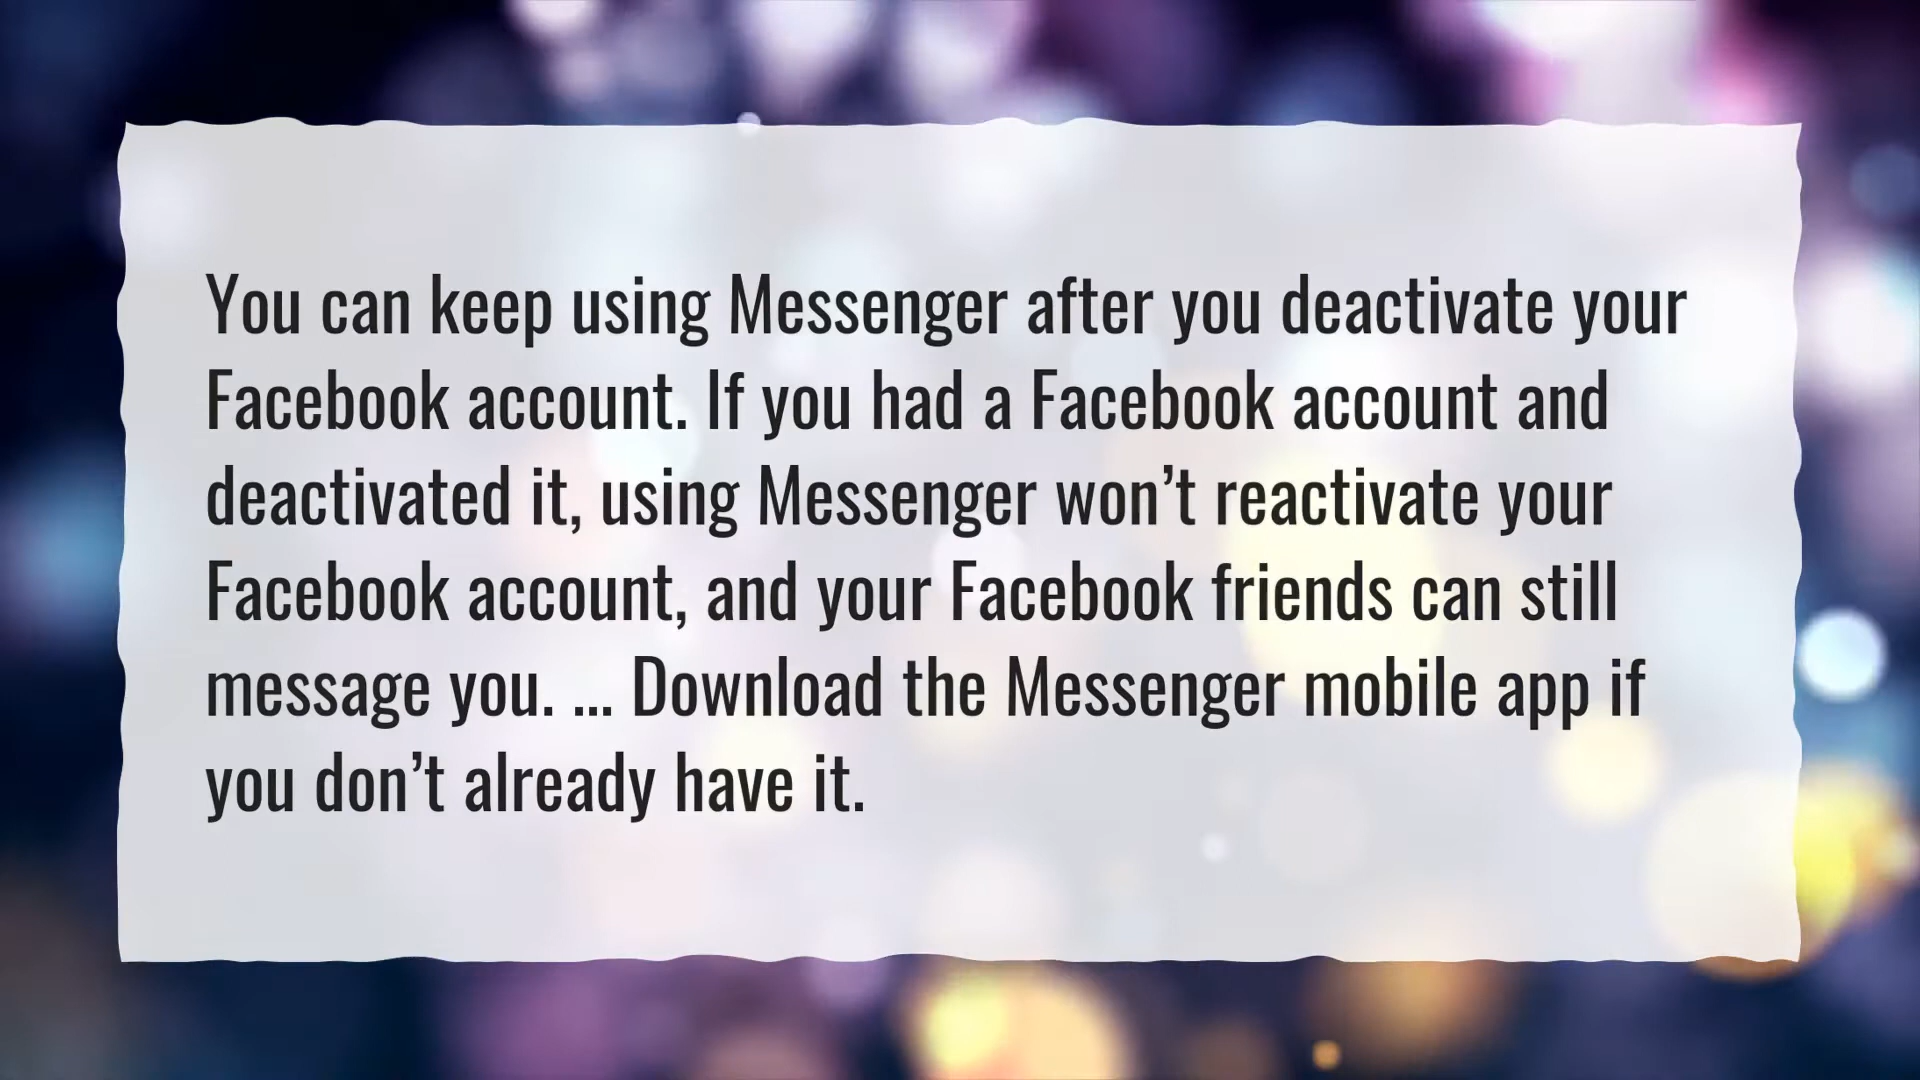 You can keep using Messenger after you deactivate your
Facebook account. If you had a Facebook account and
deactivated it, using Messenger won’t reactivate your
Facebook account, and your Facebook friends can still
message you. ... Download the Messenger mobile app if
you don’t already have it.